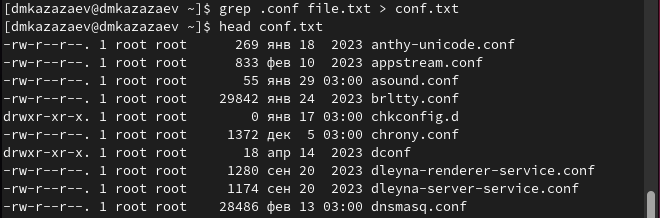 [dmkazazaev@dmkazazaev ~]$ grep .conf file.txt > conf.txt
[dmkazazaev@dmkazazaev ~]$ head conf.txt
-rw-r--r--. 1 root root 269 янв 18 2023 anthy-unicode.conf
-rw-r--r--. 1 root root 833 фев 10 2023 appstream.conf
-rw-r--r--. 1 root root 55 янв 29 03:00 asound.conf
-rw-r--r--. 1 root root 29842 янв 24 2023 brltty.conf
drwxr-xr-x. 1 root root 0 янв 17 03:00 chkconfig.d
-rw-r--r--. 1 root root 1372 дек 5 03:00 chrony.conf
drwxr-xr-x. 1 root root 18 апр 14 2023 dconf
-rw-r--r--. 1 root root 1280 сен 20 2023 dleyna-renderer-service.conf
-rw-r--r--. 1 root root 1174 сен 20 2023 dleyna-server-service.conf
-rw-r--r--. 1 root root 28486 фев 13 03:00 dnsmasq.conf